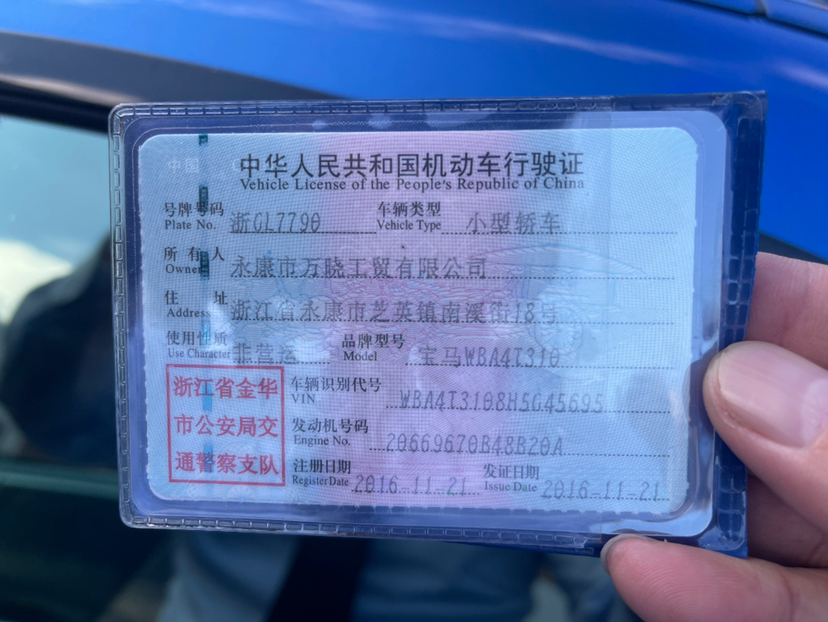 中国
中华人民共和国机动车行驶证
Vehicle License of the People's Republic of China
号牌号码 浙GL7790 车辆类型 小型轿车
Plate No. Vehicle Type
所有人 永康市万晓工贸有限公司
Owner
住址 浙江省永康市芝英镇南溪街18号
Address
使用性质 非营运 品牌型号 宝马WBA4T310
Use Character Model
浙江省金华
市公安局交
通警察支队
车辆识别代号 WBA4T3108H5G45695
VIN
发动机号码 20669670B48B20A
Engine No.
注册日期 2016-11-21 发证日期 2016-11-21
Register Date Issue Date